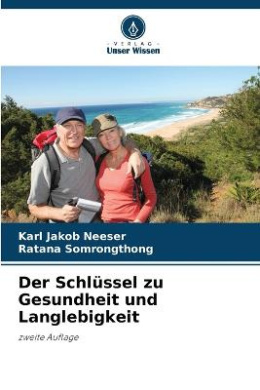 · VERLAG ·
Unser Wissen
Karl Jakob Neeser
Ratana Somrongthong
Der Schlüssel zu
Gesundheit und
Langlebigkeit
zweite Auflage